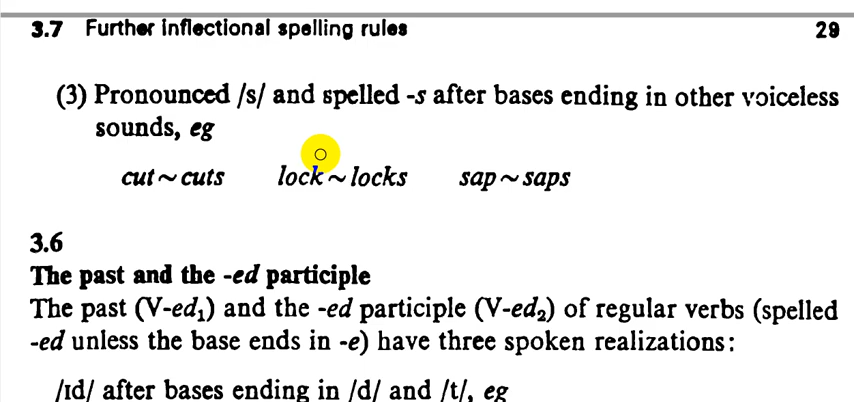 3.7 Further inflectional spelling rules 29
(3) Pronounced /s/ and spelled -s after bases ending in other voiceless
sounds, eg
cut ~ cuts lock ~ locks sap ~ saps
3.6
The past and the -ed participle
The past (V-ed₁) and the -ed participle (V-ed₂) of regular verbs (spelled
-ed unless the base ends in -e) have three spoken realizations:
/ɪd/ after bases ending in /d/ and /t/, eg